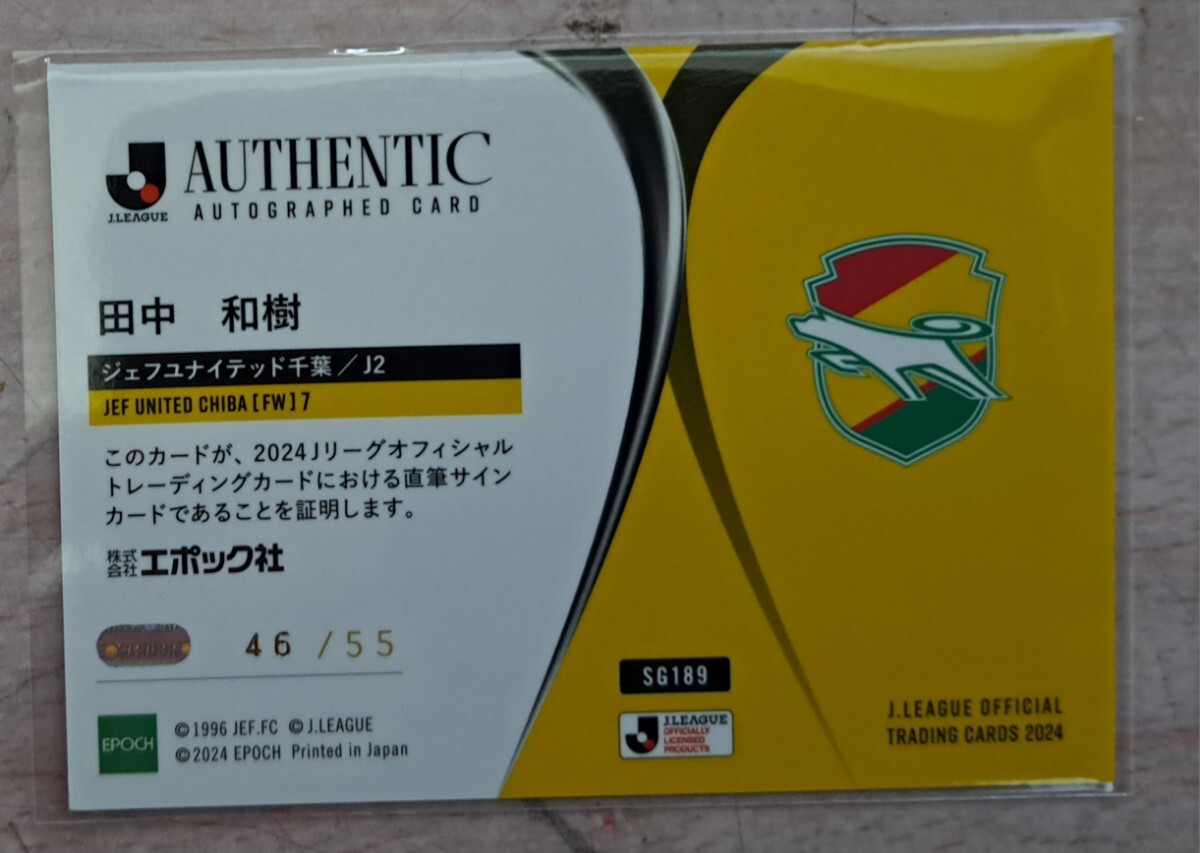 J.LEAGUE
AUTHENTIC
AUTOGRAPHED CARD
田中 和樹
ジェフユナイテッド千葉/J2
JEF UNITED CHIBA [FW] 7
このカードが、2024Jリーグオフィシャル
トレーディングカードにおける直筆サイン
カードであることを証明します。
株式会社エポック社
46 /55
EPOCH
©1996 JEF.FC ©J.LEAGUE
©2024 EPOCH Printed in Japan
SG189
J.LEAGUE
OFFICIALLY
LICENSED
PRODUCTS
J.LEAGUE OFFICIAL
TRADING CARDS 2024